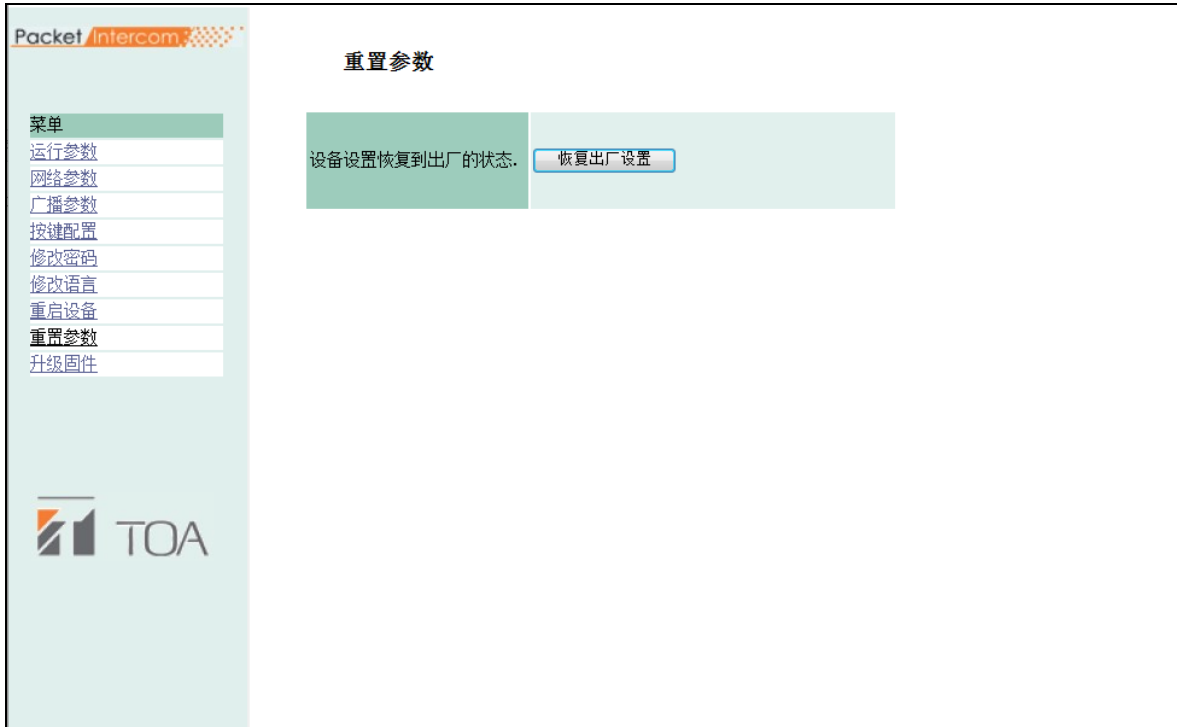 Packet Intercom
菜单
运行参数
网络参数
广播参数
按键配置
修改密码
修改语言
重启设备
重置参数
升级固件
TOA
重置参数
设备设置恢复到出厂的状态.
恢复出厂设置